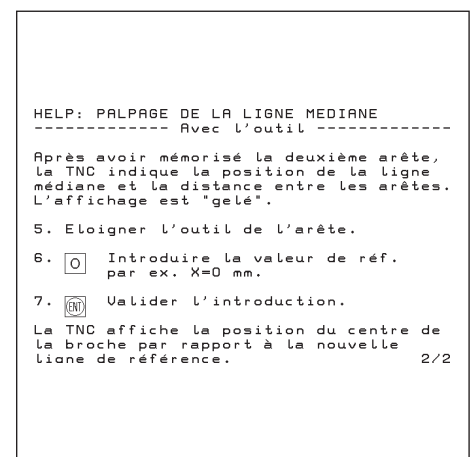 HELP: PALPAGE DE LA LIGNE MEDIANE
------------- Avec l'outil -------------
Après avoir mémorisé la deuxième arête,
la TNC indique la position de la ligne
médiane et la distance entre les arêtes.
L'affichage est "gelé".
5. Eloigner l'outil de l'arête.
6. 0 Introduire la valeur de réf.
par ex. X=0 mm.
7. ENT Valider l'introduction.
La TNC affiche la position du centre de
la broche par rapport à la nouvelle
ligne de référence. 2/2